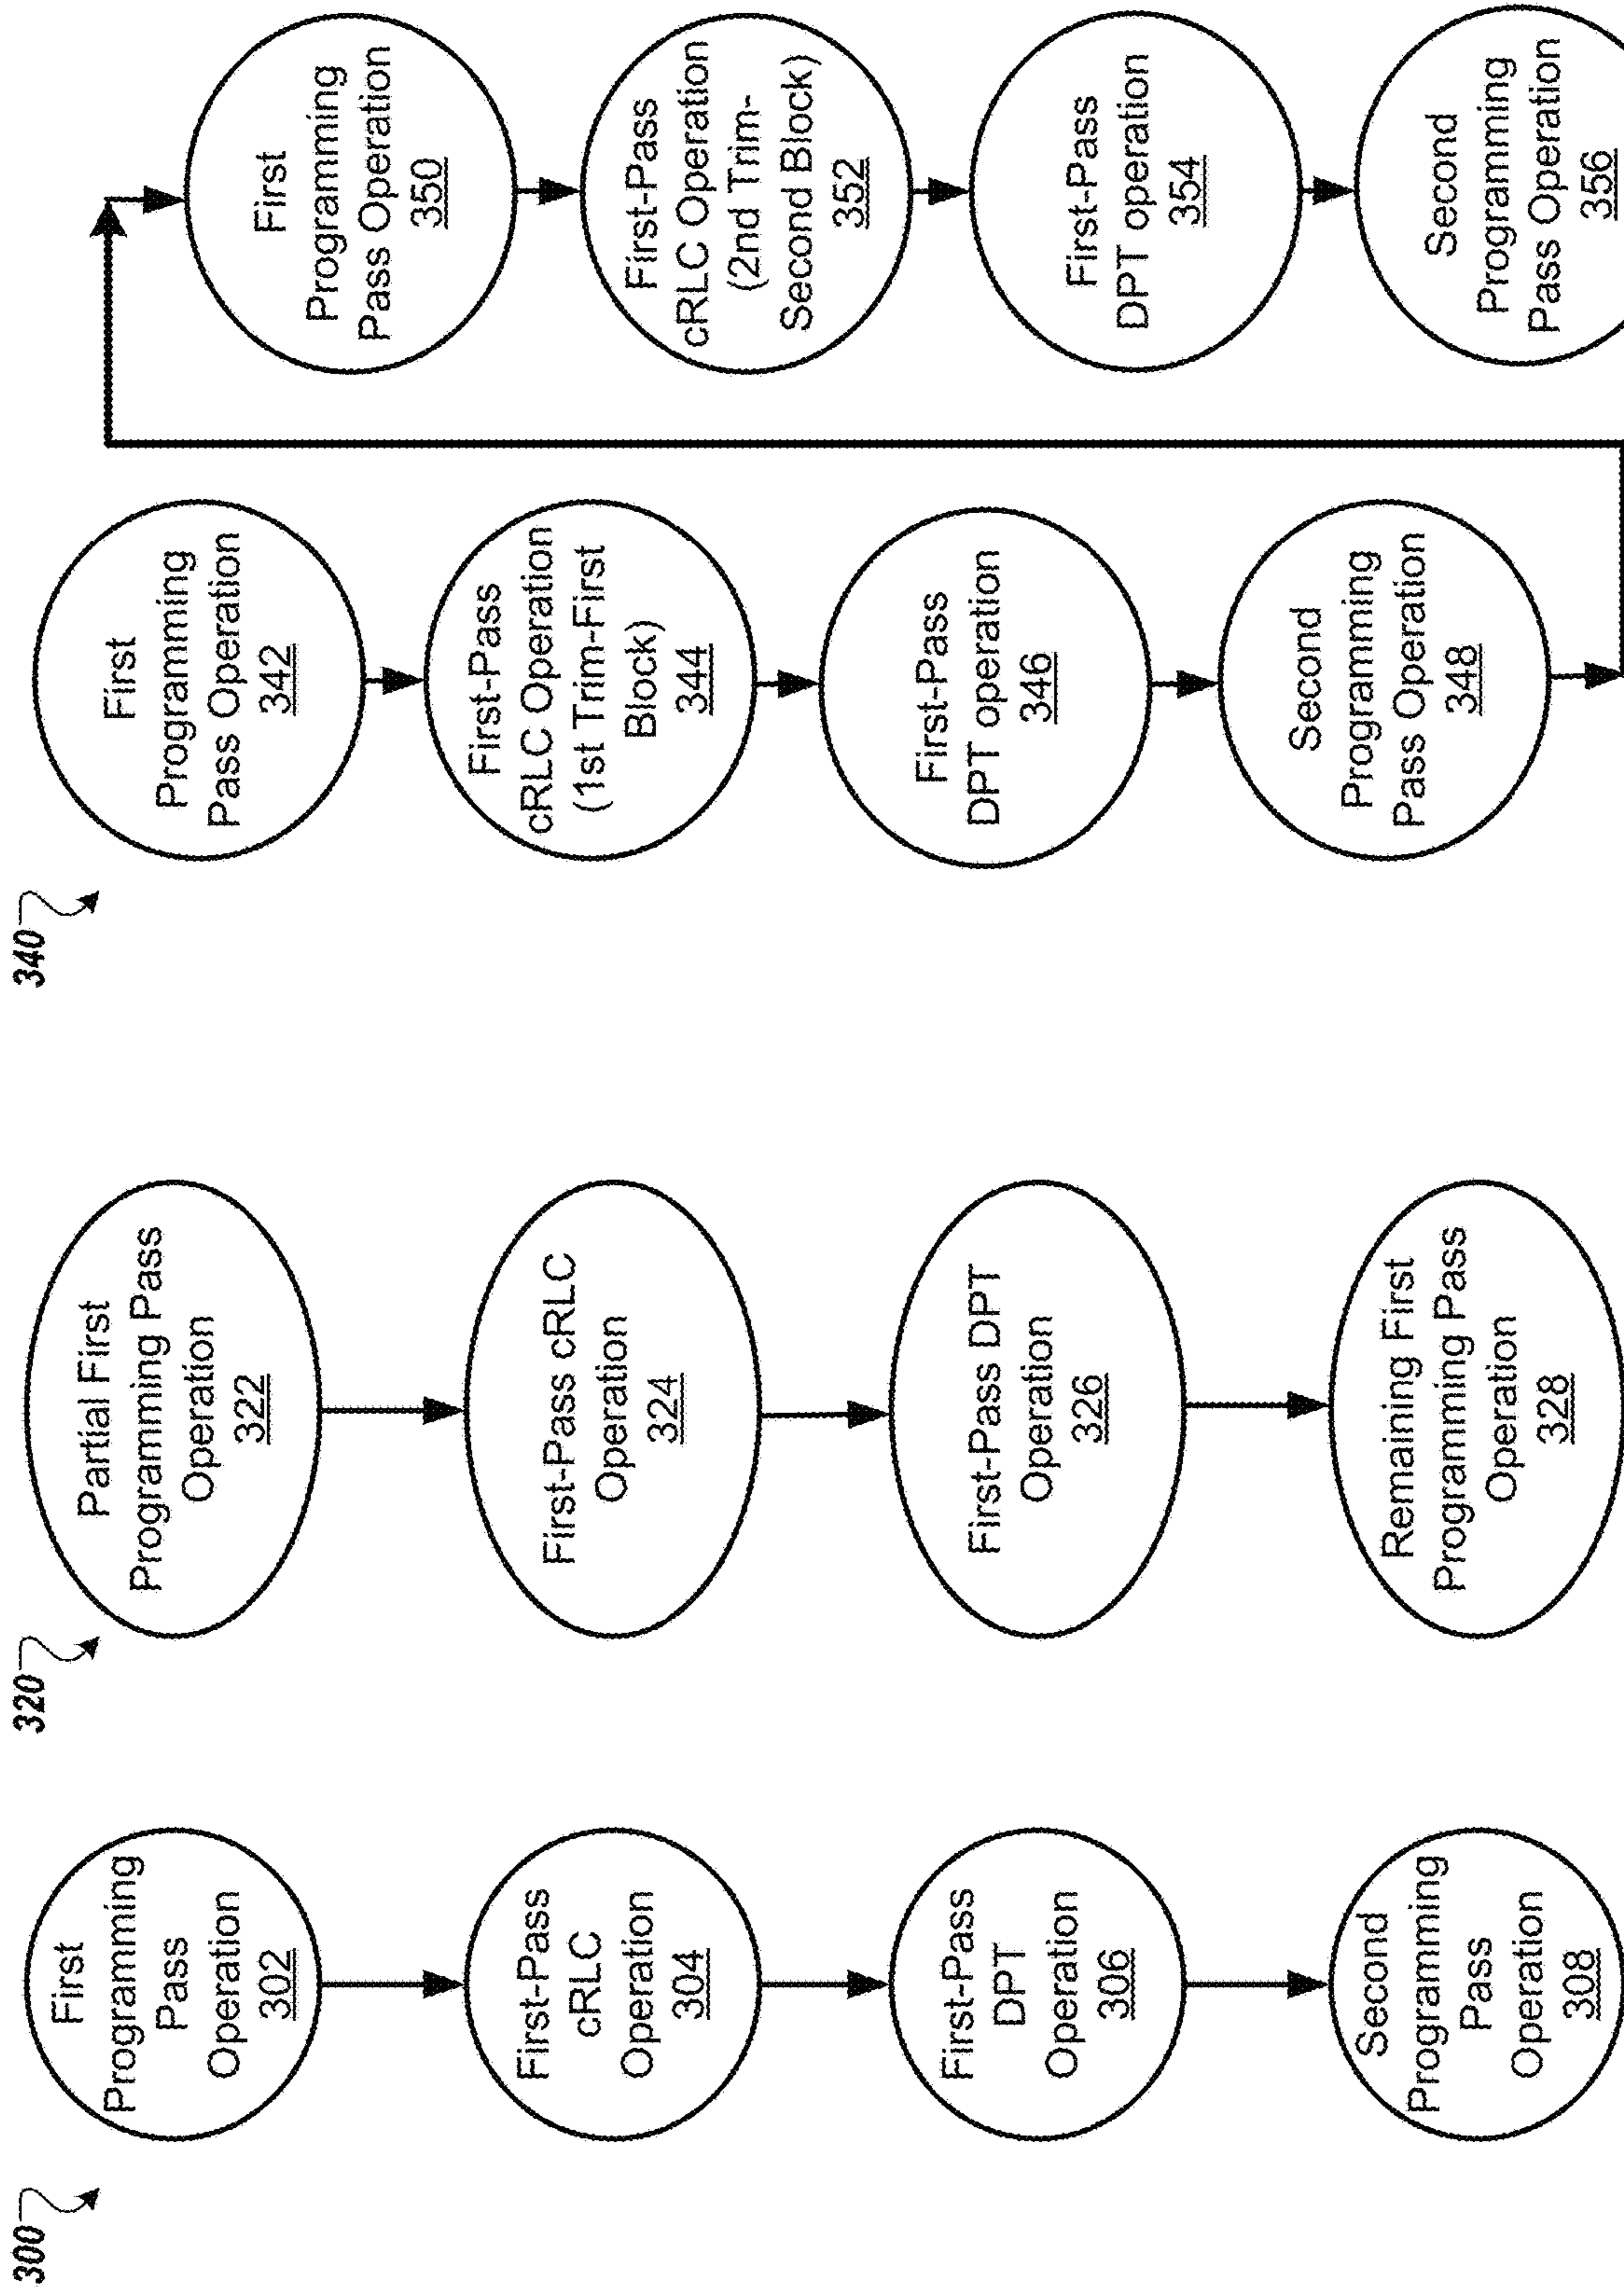 300
First
Programming
Pass
Operation
302
First-Pass
cRLC
Operation
304
First-Pass
DPT
Operation
306
Second
Programming
Pass
Operation
308
320
Partial First
Programming Pass
Operation
322
First-Pass cRLC
Operation
324
First-Pass DPT
Operation
326
Remaining First
Programming Pass
Operation
328
340
First
Programming
Pass Operation
342
First-Pass
cRLC Operation
(1st Trim-First
Block)
344
First-Pass
DPT operation
346
Second
Programming
Pass Operation
348
First
Programming
Pass Operation
350
First-Pass
cRLC Operation
(2nd Trim-
Second Block)
352
First-Pass
DPT operation
354
Second
Programming
Pass Operation
356